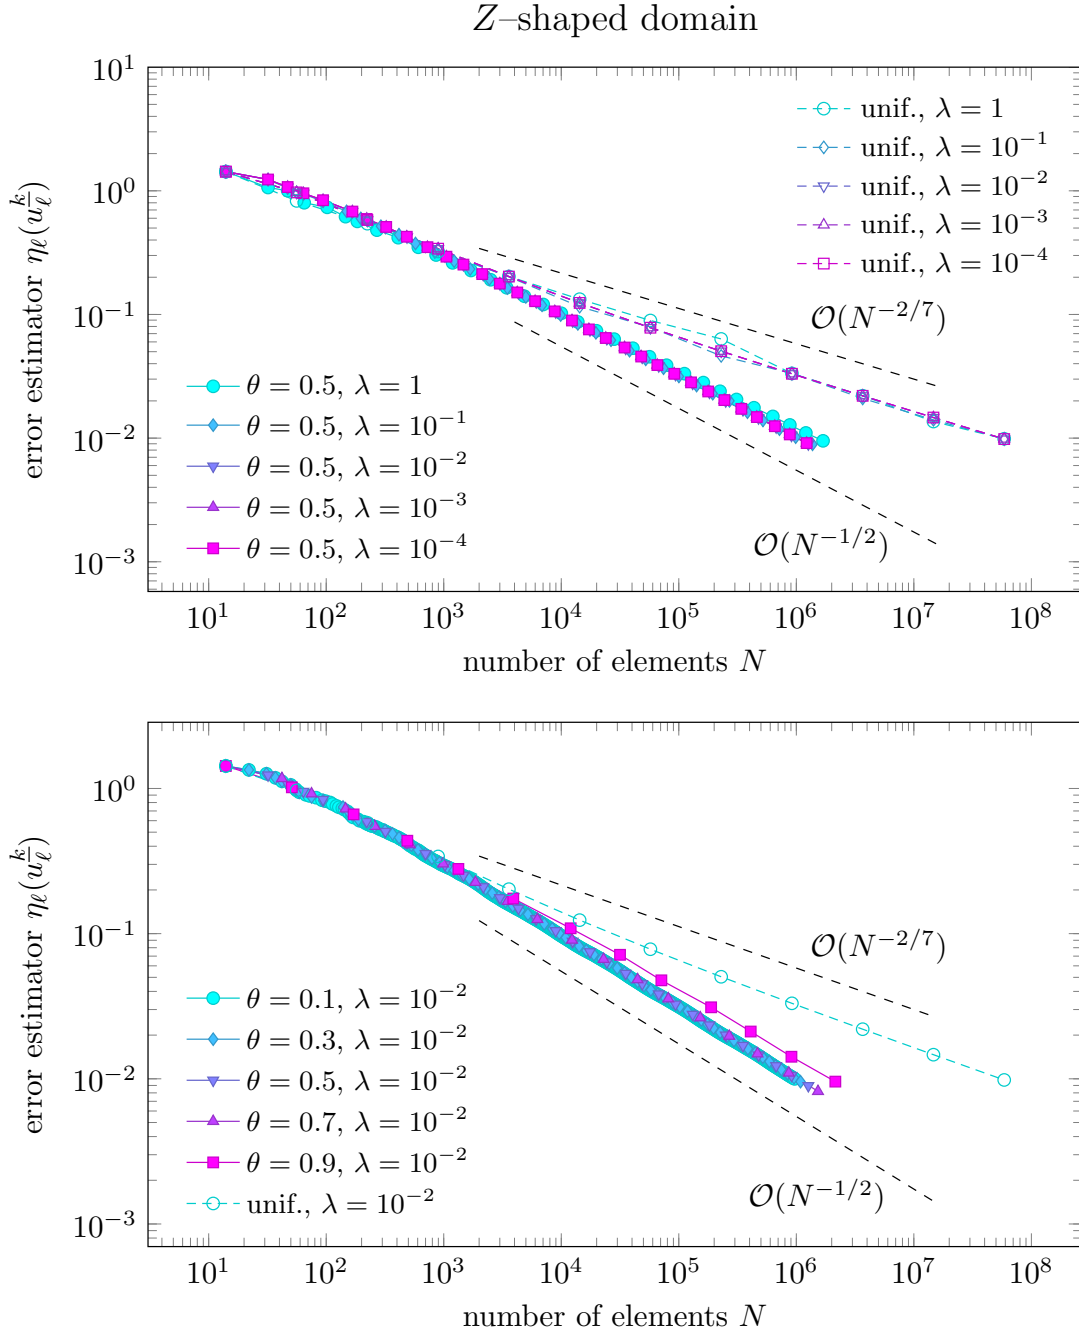 Z–shaped domain
10^1
10^0
10^{-1}
10^{-2}
10^{-3}
error estimator η_ℓ(u_ℓ^{\underline{k}})
unif., λ = 1
unif., λ = 10^{-1}
unif., λ = 10^{-2}
unif., λ = 10^{-3}
unif., λ = 10^{-4}
O(N^{-2/7})
θ = 0.5, λ = 1
θ = 0.5, λ = 10^{-1}
θ = 0.5, λ = 10^{-2}
θ = 0.5, λ = 10^{-3}
θ = 0.5, λ = 10^{-4}
O(N^{-1/2})
10^1 10^2 10^3 10^4 10^5 10^6 10^7 10^8
number of elements N
10^0
10^{-1}
10^{-2}
10^{-3}
error estimator η_ℓ(u_ℓ^{\underline{k}})
O(N^{-2/7})
θ = 0.1, λ = 10^{-2}
θ = 0.3, λ = 10^{-2}
θ = 0.5, λ = 10^{-2}
θ = 0.7, λ = 10^{-2}
θ = 0.9, λ = 10^{-2}
unif., λ = 10^{-2}
O(N^{-1/2})
10^1 10^2 10^3 10^4 10^5 10^6 10^7 10^8
number of elements N